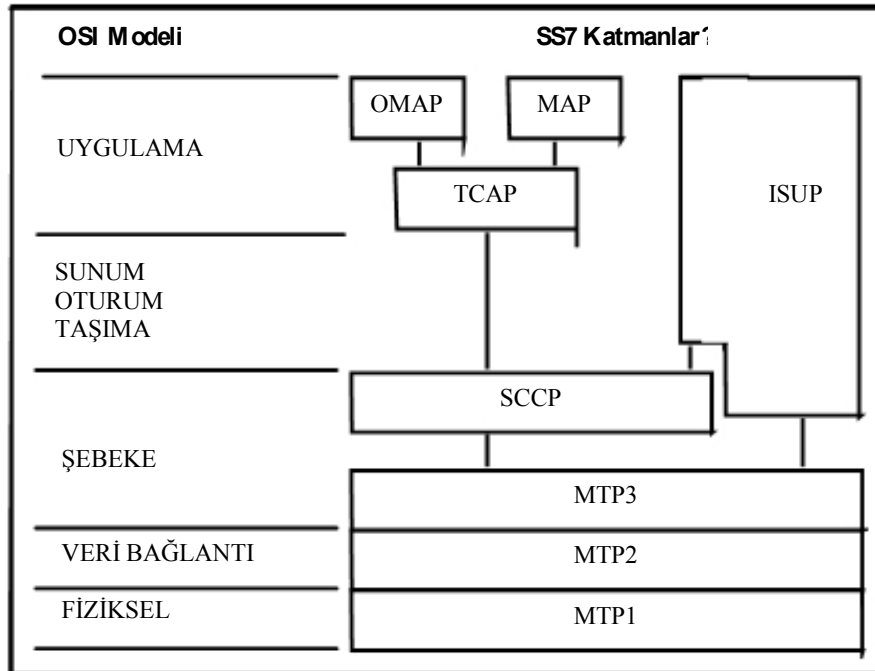 OSI Modeli
SS7 Katmanlar?
OMAP
MAP
UYGULAMA
TCAP
ISUP
SUNUM
OTURUM
TAŞIMA
SCCP
ŞEBEKE
MTP3
VERİ BAĞLANTI
MTP2
FİZİKSEL
MTP1